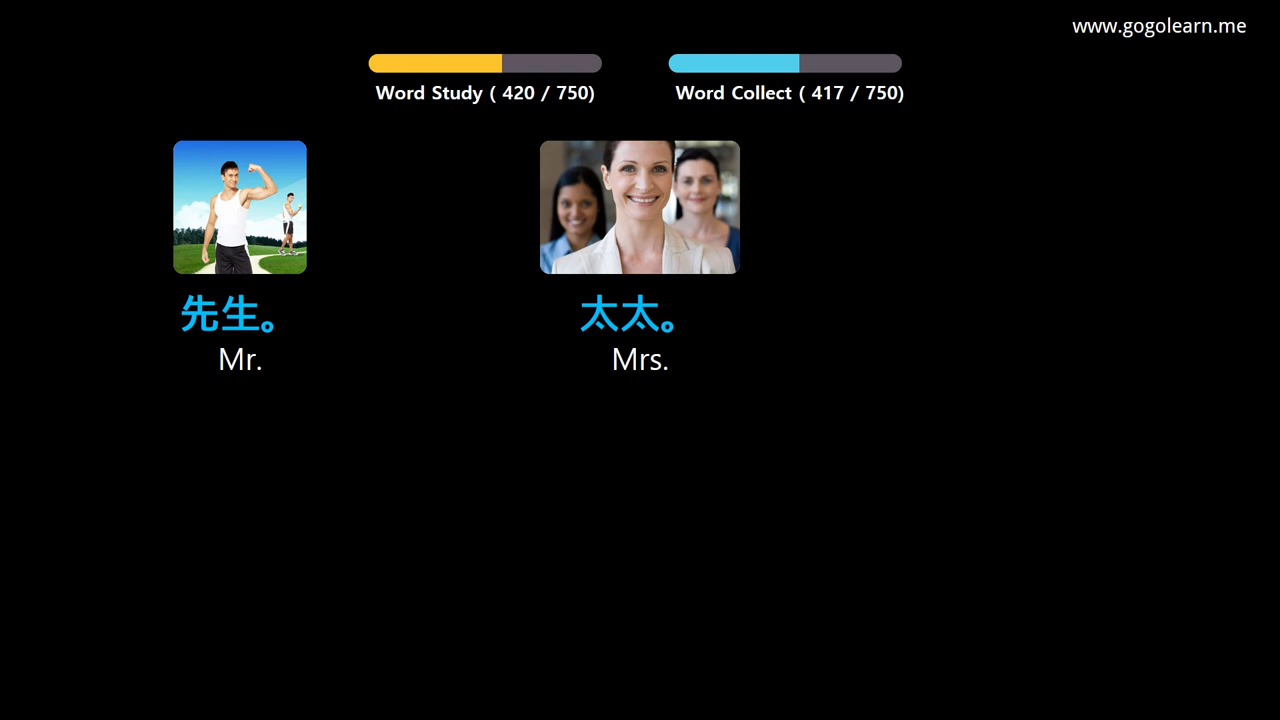 www.gogolearn.me
Word Study ( 420 / 750)
Word Collect ( 417 / 750)
先生。
Mr.
太太。
Mrs.